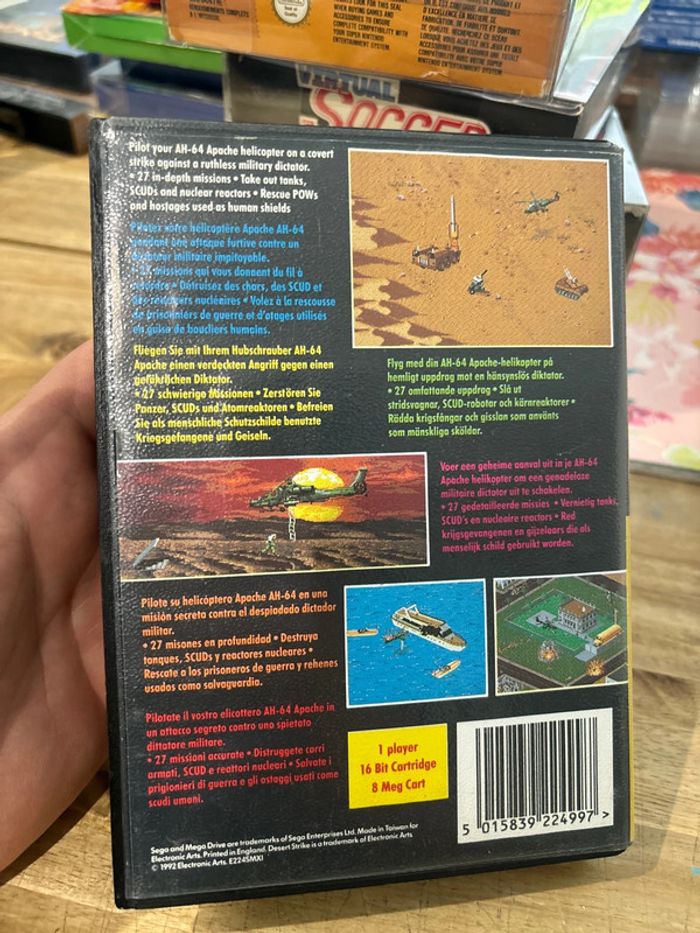 ACCESSORIES TO ENSURE
COMPLETE COMPATIBILITY WITH
YOUR SUPER NINTENDO
ENTERTAINMENT SYSTEM.
VIRTUAL
SOCCER
Pilot your AH-64 Apache helicopter on a covert
strike against a ruthless military dictator.
• 27 in-depth missions • Take out tanks,
SCUDs and nuclear reactors • Rescue POWs
and hostages used as human shields
Pilotez votre hélicoptère Apache AH-64
pendant une attaque furtive contre un
dictateur militaire impitoyable.
• 27 missions qui vous donnent du fil à
retordre • Détruisez des chars, des SCUD et
des réacteurs nucléaires • Volez à la rescousse
de prisonniers de guerre et d'otages utilisés
en guise de boucliers humains.
Fliegen Sie mit Ihrem Hubschrauber AH-64
Apache einen verdeckten Angriff gegen einen
gefährlichen Diktator.
• 27 schwierige Missionen • Zerstören Sie
Panzer, SCUDs und Atomreaktoren • Befreien
Sie als menschliche Schutzschilde benutzte
Kriegsgefangene und Geiseln.
Flyg med din AH-64 Apache-helikopter på
hemligt uppdrag mot en hänsynslös diktator.
• 27 omfattande uppdrag • Slå ut
stridsvagnar, SCUD-robotar och kärnreaktorer •
Rädda krigsfångar och gisslan som använts
som mänskliga sköldar.
Voer een geheime aanval uit in je AH-64
Apache helikopter om een genadeloze
militaire dictator uit te schakelen.
• 27 gedetailleerde missies • Vernietig tanks,
SCUD's en nucleaire reactors • Red
krijgsgevangenen en gijzelaars die als
menselijk schild gebruikt worden.
Pilote su helicóptero Apache AH-64 en una
misión secreta contra el despiadado dictador
militar.
• 27 misones en profundidad • Destruya
tanques, SCUDs y reactores nucleares •
Rescate a los prisoneros de guerra y rehenes
usados como salvaguardia.
Pilotate il vostro elicottero AH-64 Apache in
un attacco segreto contro uno spietato
dittatore militare.
• 27 missioni accurate • Distruggete carri
armati, SCUD e reattori nucleari • Salvate i
prigionieri di guerra e gli ostaggi usati come
scudi umani.
1 player
16 Bit Cartridge
8 Meg Cart
5 015839 224997 >
Sega and Mega Drive are trademarks of Sega Enterprises Ltd. Made in Taiwan for
Electronic Arts. Printed in England. Desert Strike is a trademark of Electronic Arts
© 1992 Electronic Arts. E224SMXI